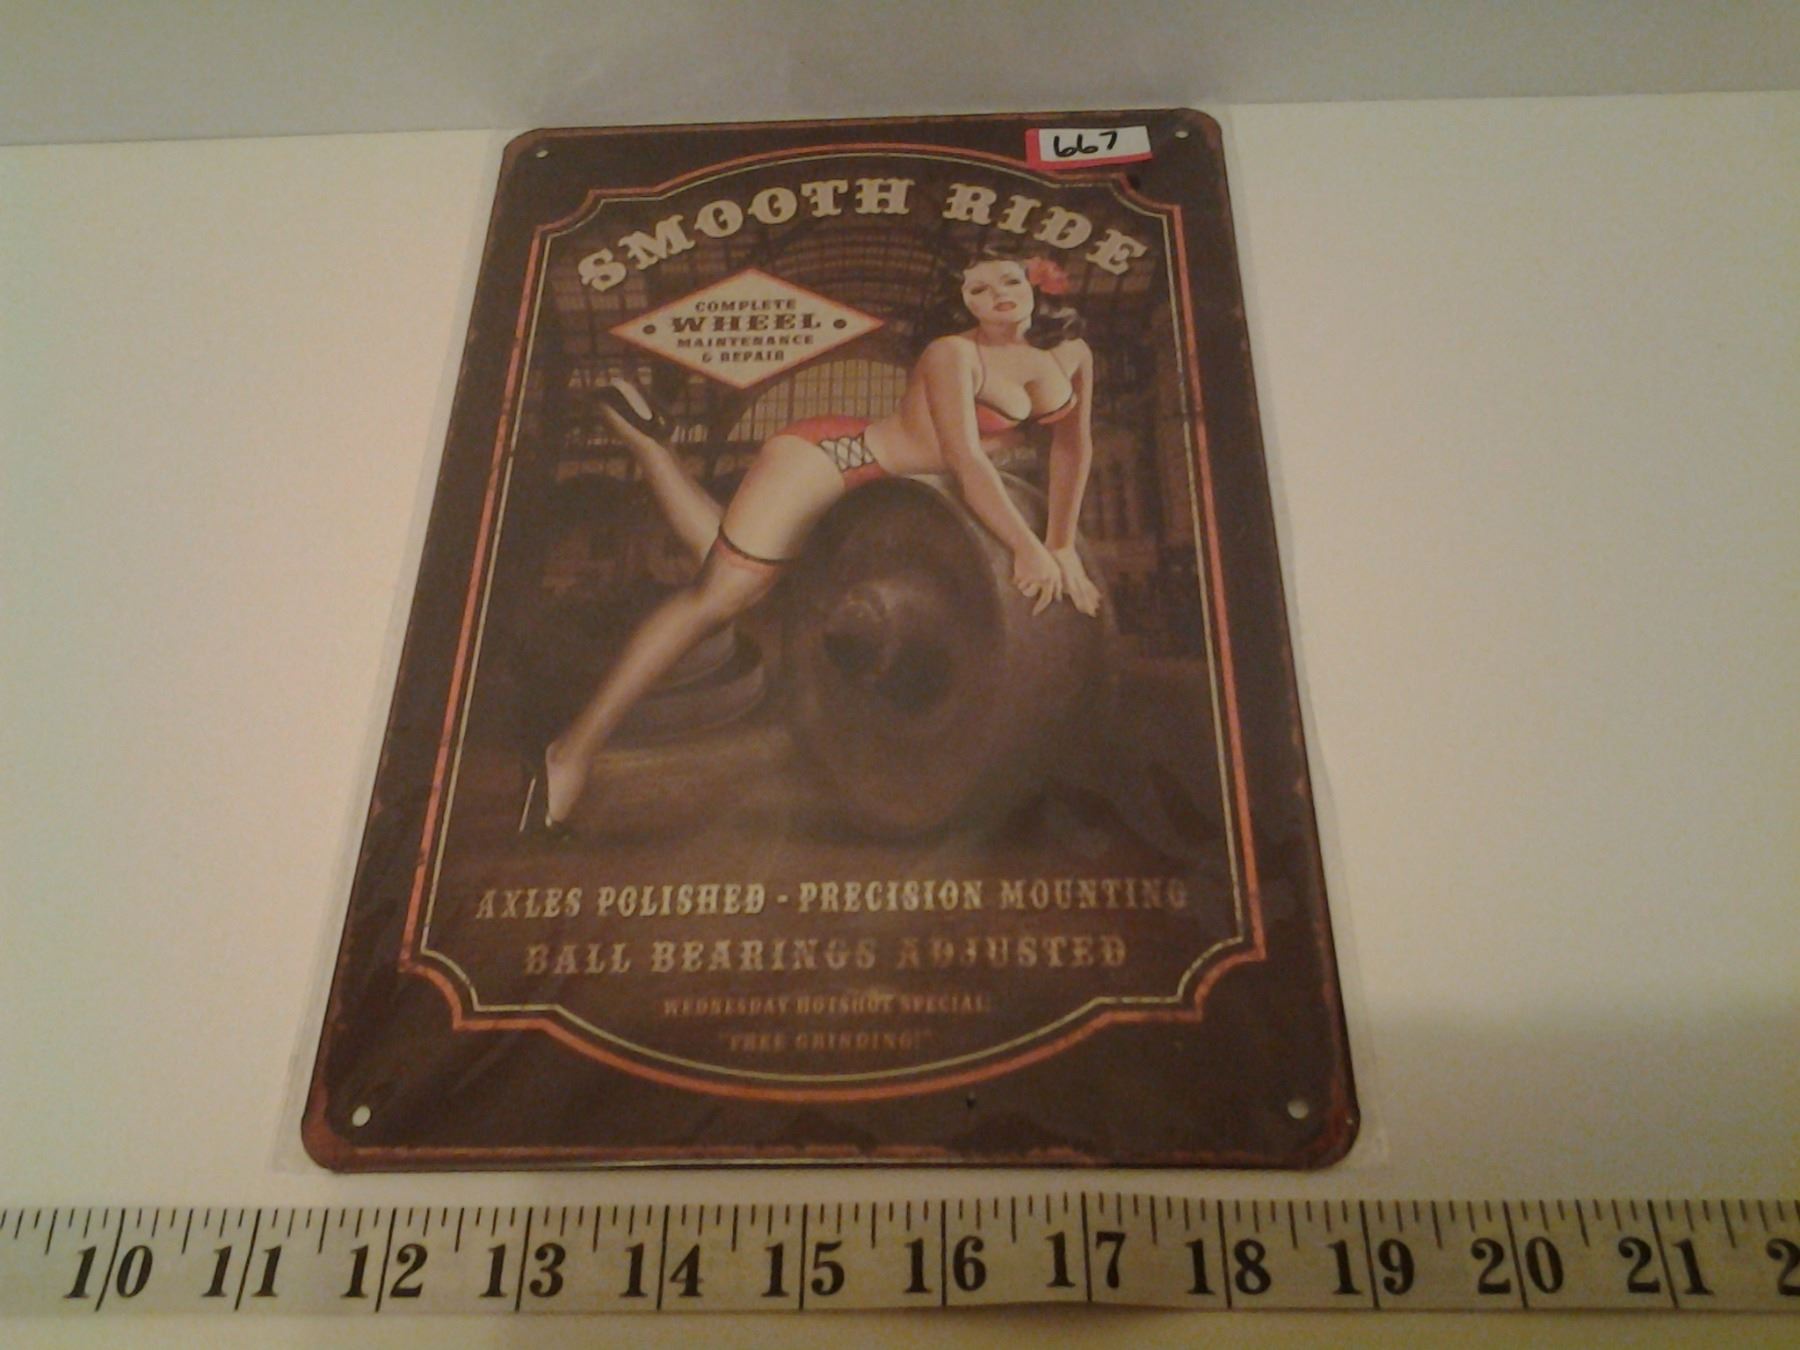 667
SMOOTH RIDE
COMPLETE
WHEEL
MAINTENANCE
& REPAIR
AXLES POLISHED - PRECISION MOUNTING
BALL BEARINGS ADJUSTED
WEDNESDAY HOTSHOT SPECIAL:
"FREE GRINDING!"
10 11 12 13 14 15 16 17 18 19 20 21 2